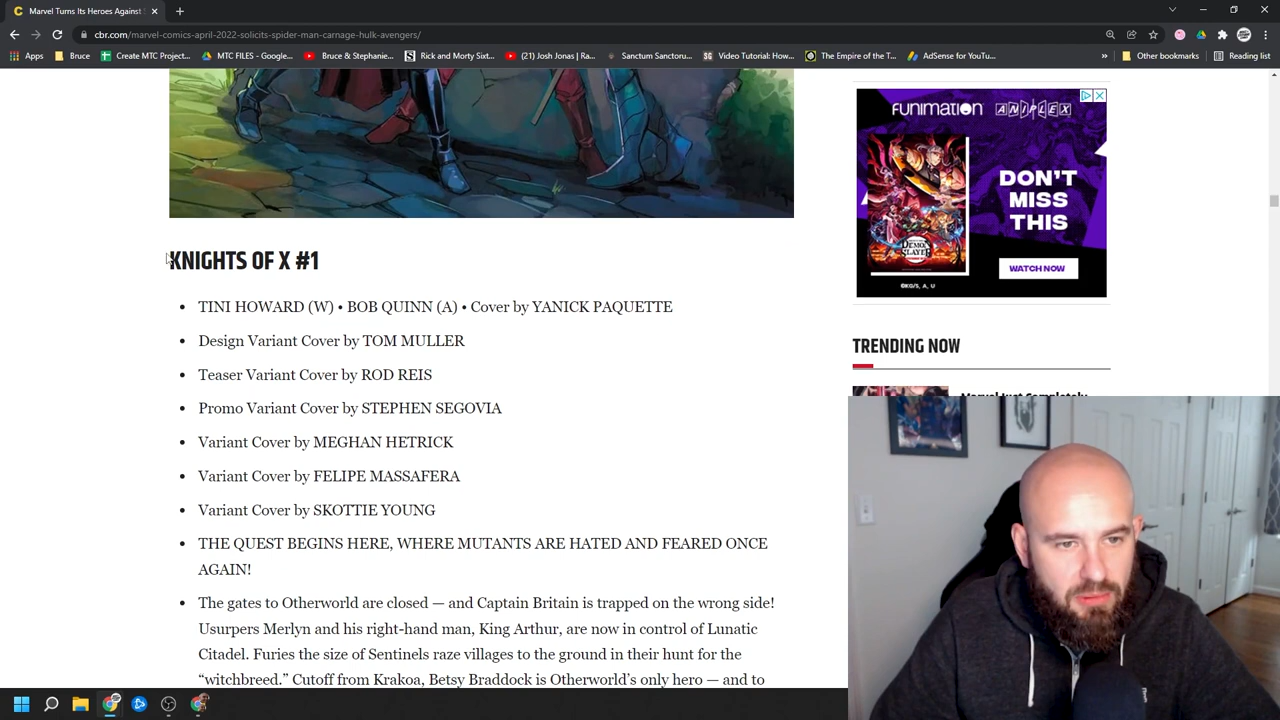 Marvel Turns Its Heroes Against S
cbr.com/marvel-comics-april-2022-solicits-spider-man-carnage-hulk-avengers/
Apps Bruce Create MTC Project... MTC FILES - Google... Bruce & Stephanie... Rick and Morty Sist... (21) Josh Jonas | Ra... Sanctum Sanctoru... Video Tutorial: How... The Empire of the T... AdSense for YouTu... » Other bookmarks Reading list
FUNIMATION ANIPLEX
DON'T
MISS
THIS
DEMON
SLAYER
WATCH NOW
©KG/S, A, U
KNIGHTS OF X #1
• TINI HOWARD (W) • BOB QUINN (A) • Cover by YANICK PAQUETTE
• Design Variant Cover by TOM MULLER
• Teaser Variant Cover by ROD REIS
• Promo Variant Cover by STEPHEN SEGOVIA
• Variant Cover by MEGHAN HETRICK
• Variant Cover by FELIPE MASSAFERA
• Variant Cover by SKOTTIE YOUNG
• THE QUEST BEGINS HERE, WHERE MUTANTS ARE HATED AND FEARED ONCE
AGAIN!
• The gates to Otherworld are closed — and Captain Britain is trapped on the wrong side!
Usurpers Merlyn and his right-hand man, King Arthur, are now in control of Lunatic
Citadel. Furies the size of Sentinels raze villages to the ground in their hunt for the
“witchbreed.” Cutoff from Krakoa, Betsy Braddock is Otherworld’s only hero — and to
TRENDING NOW
Marvel Just Completely